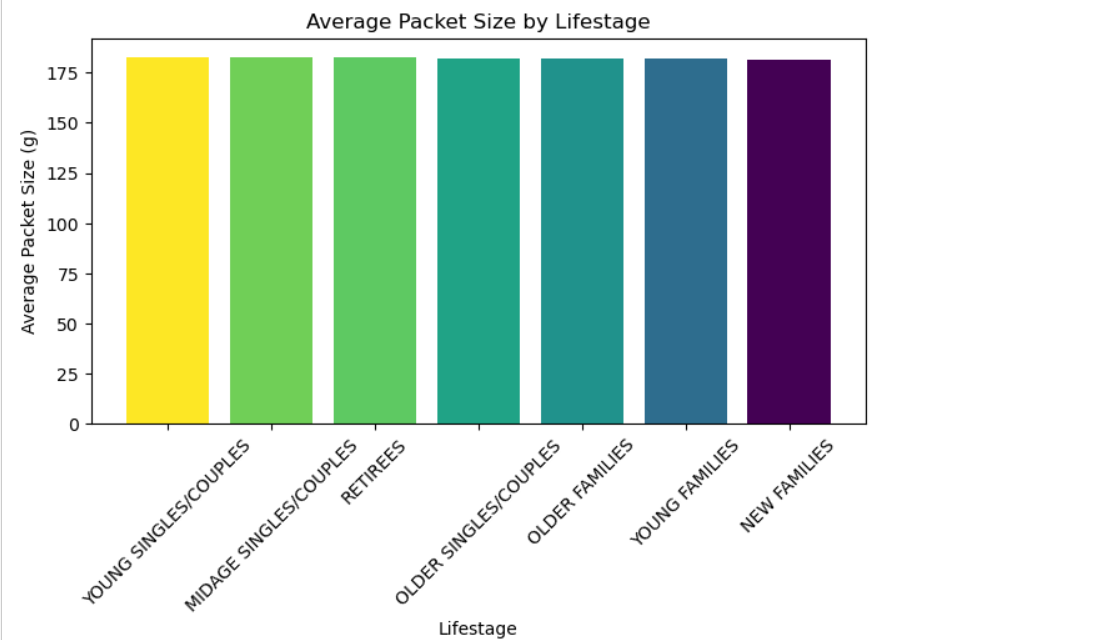 Average Packet Size by Lifestage
Average Packet Size (g)
175
150
125
100
75
50
25
0
YOUNG SINGLES/COUPLES
MIDAGE SINGLES/COUPLES
RETIREES
OLDER SINGLES/COUPLES
OLDER FAMILIES
YOUNG FAMILIES
NEW FAMILIES
Lifestage